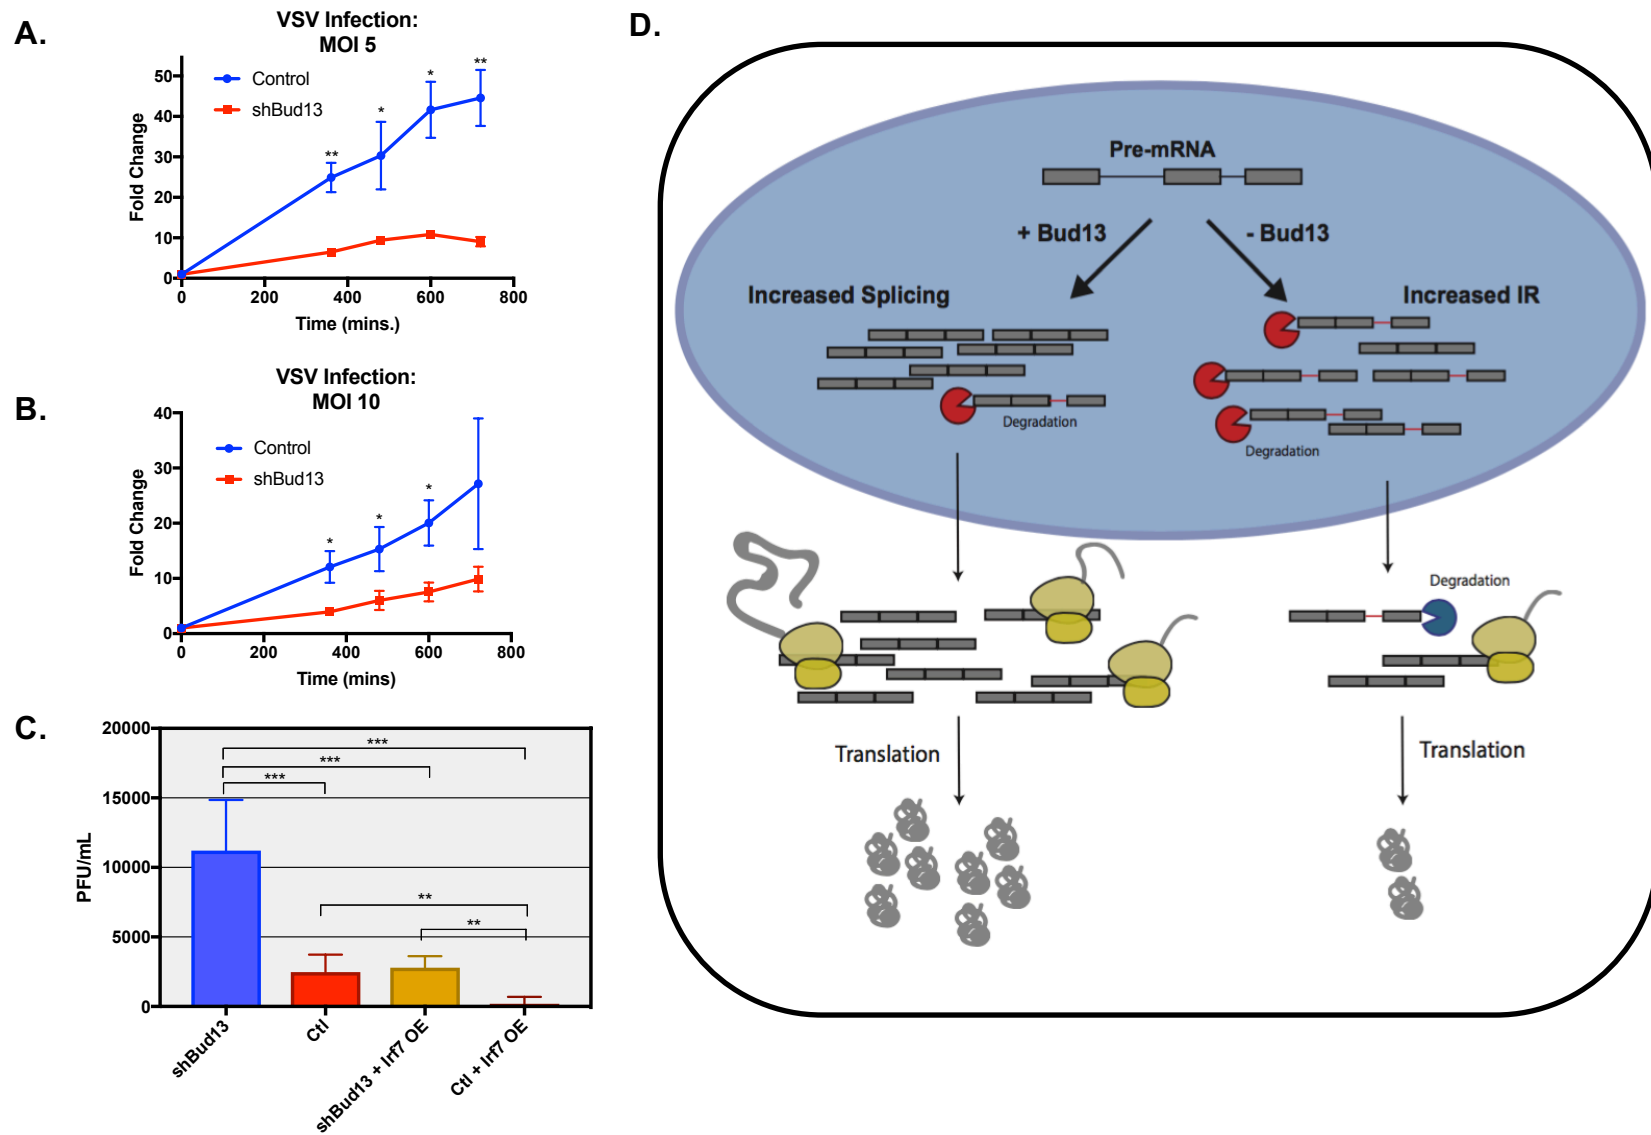 A.
VSV Infection:
MOI 5
Control
shBud13
**
*
*
**
50
40
30
20
10
0
Fold Change
0 200 400 600 800
Time (mins.)
B.
VSV Infection:
MOI 10
Control
shBud13
*
*
*
40
30
20
10
0
Fold Change
0 200 400 600 800
Time (mins)
C.
20000
15000
10000
5000
0
PFU/mL
***
***
***
**
**
shBud13
Ctl
shBud13 + Irf7 OE
Ctl + Irf7 OE
D.
Pre-mRNA
+ Bud13
- Bud13
Increased Splicing
Increased IR
Degradation
Degradation
Degradation
Translation
Translation